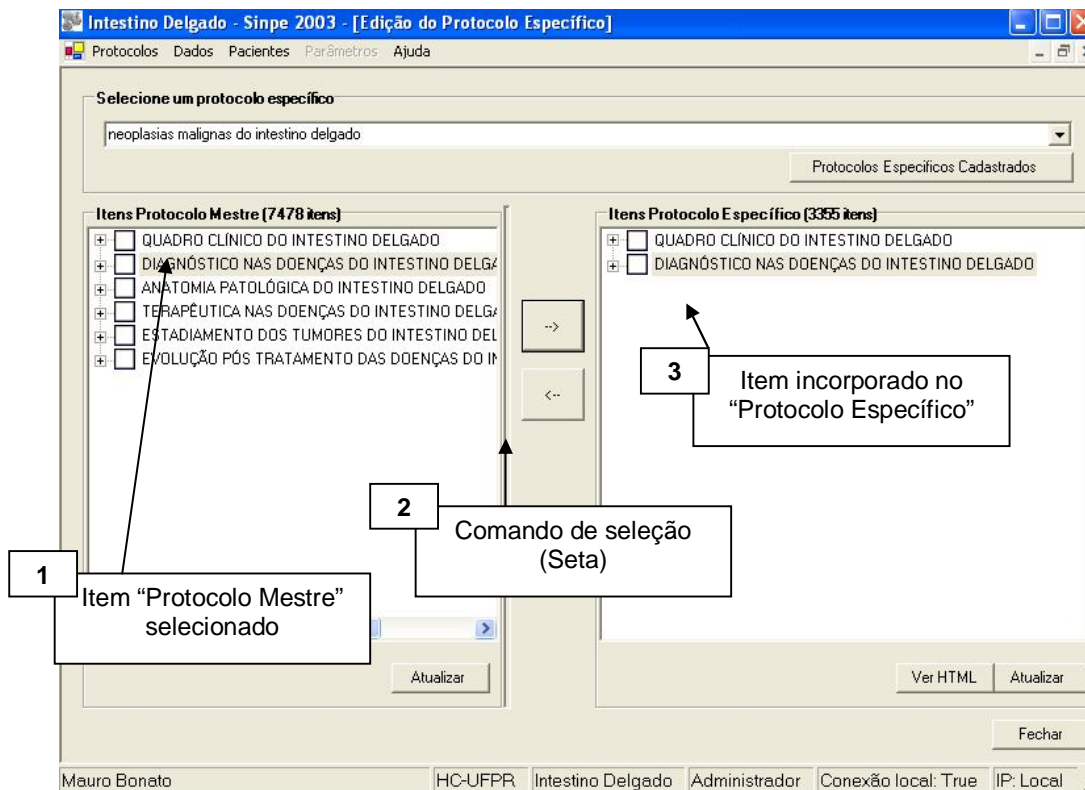 Intestino Delgado - Sinpe 2003 - [Edição do Protocolo Específico]
Protocolos Dados Pacientes Parâmetros Ajuda
Selecione um protocolo específico
neoplasias malignas do intestino delgado
Protocolos Especificos Cadastrados
Itens Protocolo Mestre (7478 itens)
QUADRO CLÍNICO DO INTESTINO DELGADO
DIAGNÓSTICO NAS DOENÇAS DO INTESTINO DELGA
ANATOMIA PATOLÓGICA DO INTESTINO DELGADO
TERAPÊUTICA NAS DOENÇAS DO INTESTINO DELGA
ESTADIAMENTO DOS TUMORES DO INTESTINO DEL
EVOLUÇÃO PÓS TRATAMENTO DAS DOENÇAS DO IN
-->
<--
Itens Protocolo Específico (3355 itens)
QUADRO CLÍNICO DO INTESTINO DELGADO
DIAGNÓSTICO NAS DOENÇAS DO INTESTINO DELGADO
3
Item incorporado no
“Protocolo Específico”
2
Comando de seleção
(Seta)
1
Item “Protocolo Mestre”
selecionado
Atualizar
Ver HTML
Atualizar
Fechar
Mauro Bonato HC-UFPR Intestino Delgado Administrador Conexão local: True IP: Local